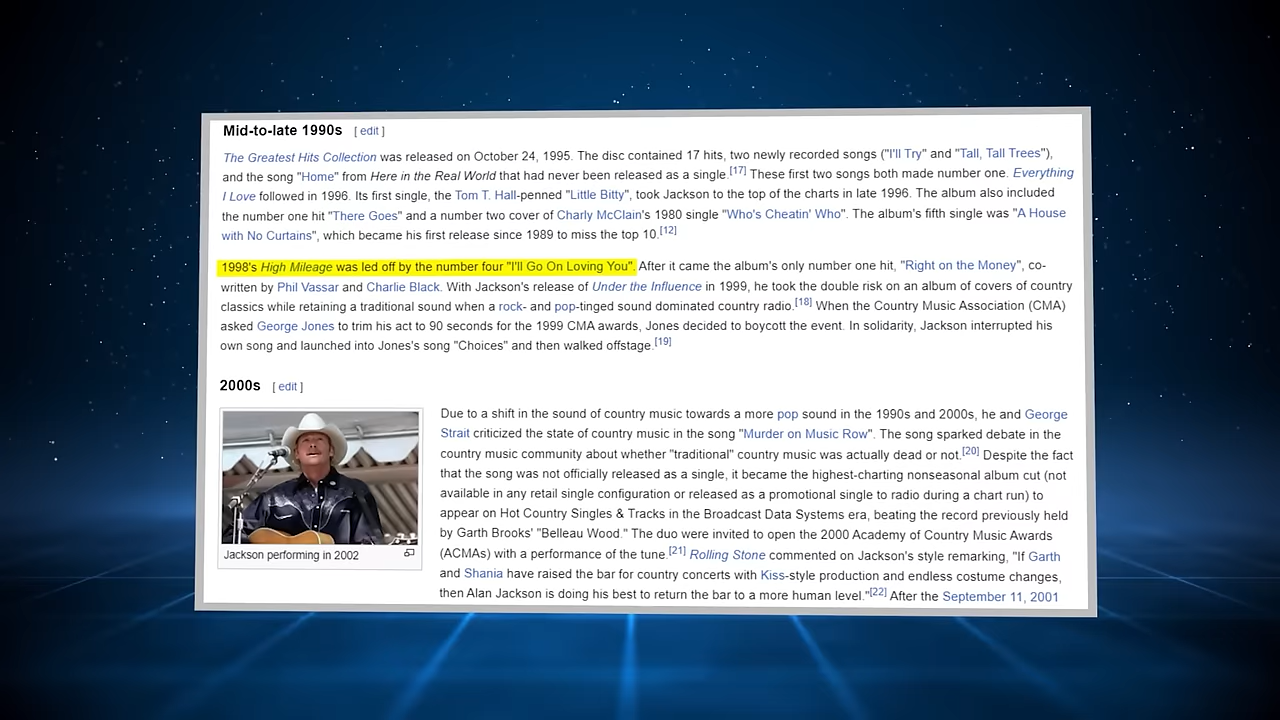 Mid-to-late 1990s [ edit ]
The Greatest Hits Collection was released on October 24, 1995. The disc contained 17 hits, two newly recorded songs ("I'll Try" and "Tall, Tall Trees"),
and the song "Home" from Here in the Real World that had never been released as a single.[17] These first two songs both made number one. Everything
I Love followed in 1996. Its first single, the Tom T. Hall-penned "Little Bitty", took Jackson to the top of the charts in late 1996. The album also included
the number one hit "There Goes" and a number two cover of Charly McClain's 1980 single "Who's Cheatin' Who". The album's fifth single was "A House
with No Curtains", which became his first release since 1989 to miss the top 10.[12]
1998's High Mileage was led off by the number four "I'll Go On Loving You". After it came the album's only number one hit, "Right on the Money", co-
written by Phil Vassar and Charlie Black. With Jackson's release of Under the Influence in 1999, he took the double risk on an album of covers of country
classics while retaining a traditional sound when a rock- and pop-tinged sound dominated country radio.[18] When the Country Music Association (CMA)
asked George Jones to trim his act to 90 seconds for the 1999 CMA awards, Jones decided to boycott the event. In solidarity, Jackson interrupted his
own song and launched into Jones's song "Choices" and then walked offstage.[19]
2000s [ edit ]
Due to a shift in the sound of country music towards a more pop sound in the 1990s and 2000s, he and George
Strait criticized the state of country music in the song "Murder on Music Row". The song sparked debate in the
country music community about whether "traditional" country music was actually dead or not.[20] Despite the fact
that the song was not officially released as a single, it became the highest-charting nonseasonal album cut (not
available in any retail single configuration or released as a promotional single to radio during a chart run) to
appear on Hot Country Singles & Tracks in the Broadcast Data Systems era, beating the record previously held
by Garth Brooks' "Belleau Wood." The duo were invited to open the 2000 Academy of Country Music Awards
(ACMAs) with a performance of the tune.[21] Rolling Stone commented on Jackson's style remarking, "If Garth
and Shania have raised the bar for country concerts with Kiss-style production and endless costume changes,
then Alan Jackson is doing his best to return the bar to a more human level."[22] After the September 11, 2001
Jackson performing in 2002